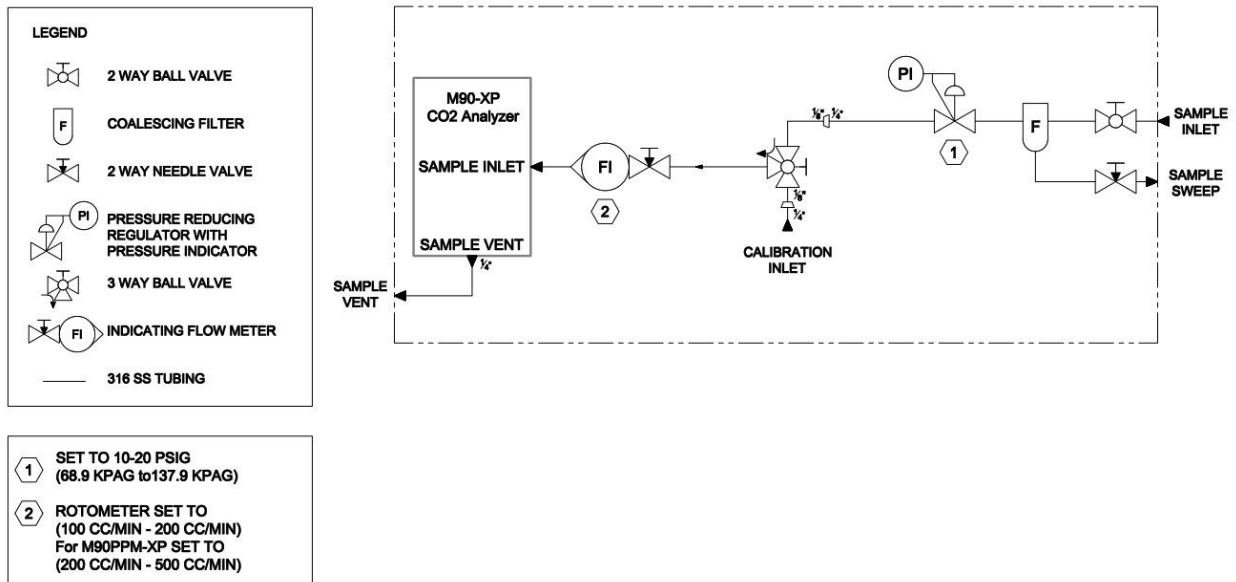 LEGEND
2 WAY BALL VALVE
F
COALESCING FILTER
2 WAY NEEDLE VALVE
PI
PRESSURE REDUCING
REGULATOR WITH
PRESSURE INDICATOR
3 WAY BALL VALVE
FI
INDICATING FLOW METER
316 SS TUBING
1
SET TO 10-20 PSIG
(68.9 KPAG to137.9 KPAG)
2
ROTOMETER SET TO
(100 CC/MIN - 200 CC/MIN)
For M90PPM-XP SET TO
(200 CC/MIN - 500 CC/MIN)
M90-XP
CO2 Analyzer
SAMPLE INLET
SAMPLE VENT
¼"
SAMPLE
VENT
FI
2
⅛"
¼"
CALIBRATION
INLET
⅛" ¼"
PI
1
F
SAMPLE
INLET
SAMPLE
SWEEP